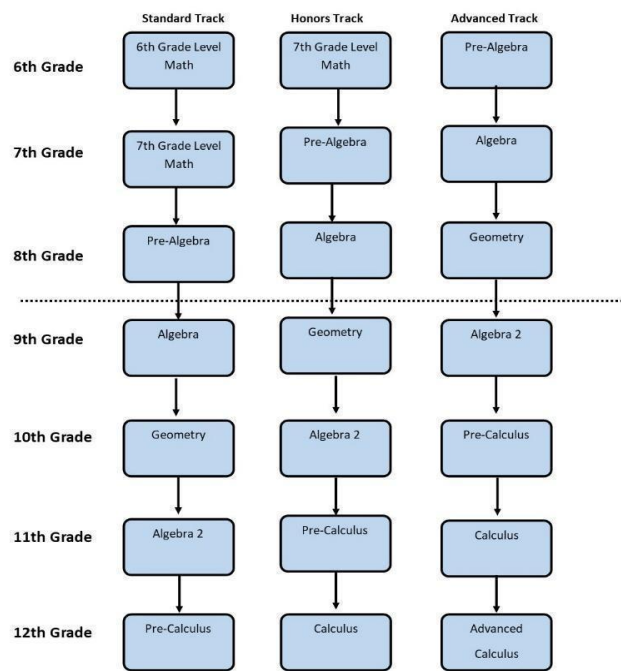 Standard Track Honors Track Advanced Track
6th Grade
6th Grade Level
Math
7th Grade Level
Math
Pre-Algebra
7th Grade
7th Grade Level
Math
Pre-Algebra
Algebra
8th Grade
Pre-Algebra
Algebra
Geometry
9th Grade
Algebra
Geometry
Algebra 2
10th Grade
Geometry
Algebra 2
Pre-Calculus
11th Grade
Algebra 2
Pre-Calculus
Calculus
12th Grade
Pre-Calculus
Calculus
Advanced
Calculus